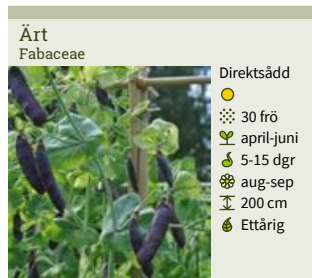 Ärt
Fabaceae
Direktsådd
30 frö
april-juni
5-15 dgr
aug-sep
200 cm
Ettårig